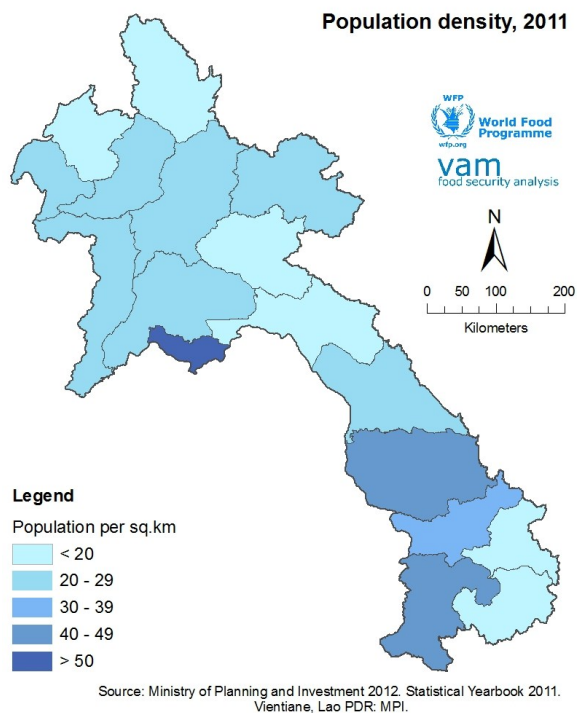 Population density, 2011
WFP
wfp.org
World Food
Programme
vam
food security analysis
N
0 50 100 200
Kilometers
Legend
Population per sq.km
< 20
20 - 29
30 - 39
40 - 49
> 50
Source: Ministry of Planning and Investment 2012. Statistical Yearbook 2011.
Vientiane, Lao PDR: MPI.